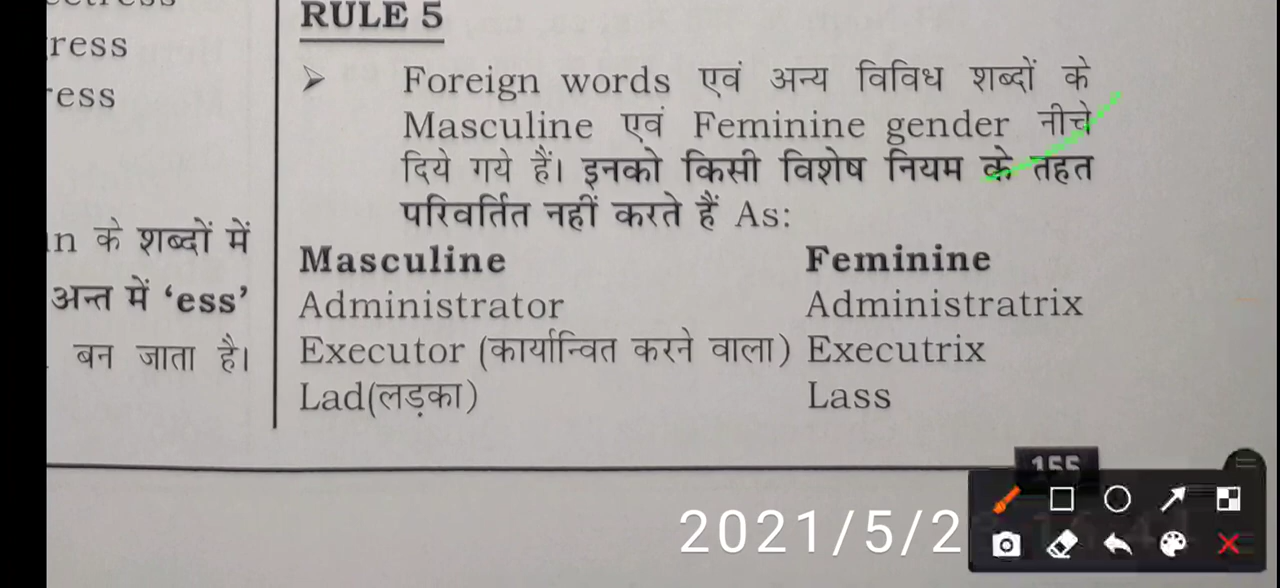 ress
ess
n के शब्दों में
अन्त में ‘ess’
बन जाता है।
RULE 5
➤ Foreign words एवं अन्य विविध शब्दों के
Masculine एवं Feminine gender नीचे
दिये गये हैं। इनको किसी विशेष नियम के तहत
परिवर्तित नहीं करते हैं As:
Masculine Feminine
Administrator Administratrix
Executor (कार्यान्वित करने वाला) Executrix
Lad(लड़का) Lass
155
2021/5/2